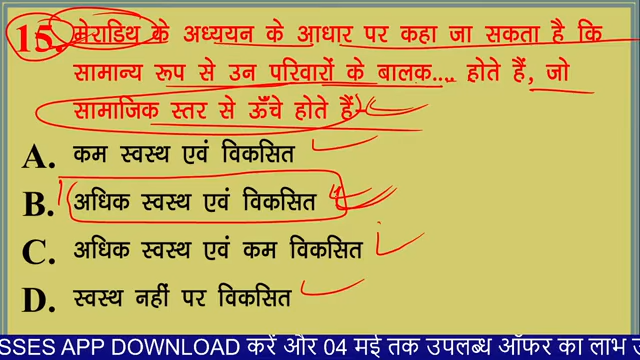 15. मेराडिथ के अध्ययन के आधार पर कहा जा सकता है कि
सामान्य रूप से उन परिवारों के बालक.... होते हैं, जो
सामाजिक स्तर से ऊँचे होते हैं-
A. कम स्वस्थ एवं विकसित
B. अधिक स्वस्थ एवं विकसित
C. अधिक स्वस्थ एवं कम विकसित
D. स्वस्थ नहीं पर विकसित
SSES APP DOWNLOAD करें और 04 मई तक उपलब्ध ऑफर का लाभ